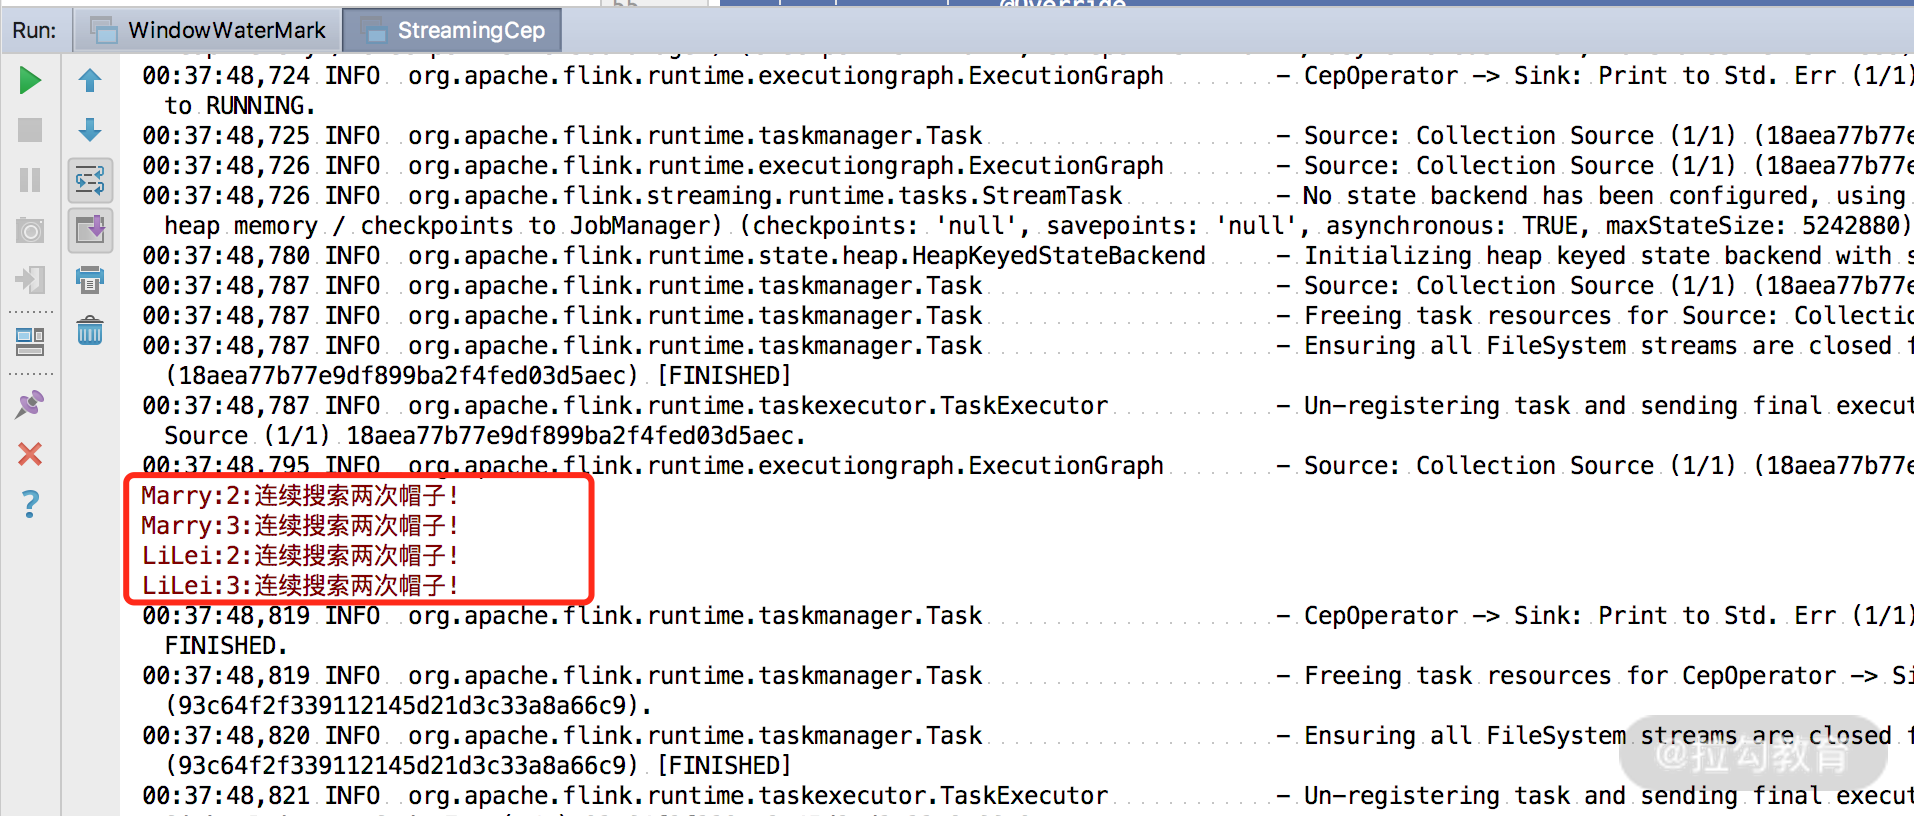 @Override
Run: WindowWaterMark StreamingCep
00:37:48,724 INFO org.apache.flink.runtime.executiongraph.ExecutionGraph - CepOperator -> Sink: Print to Std. Err (1/1)
to RUNNING.
00:37:48,725 INFO org.apache.flink.runtime.taskmanager.Task - Source: Collection Source (1/1) (18aea77b77e
00:37:48,726 INFO org.apache.flink.runtime.executiongraph.ExecutionGraph - Source: Collection Source (1/1) (18aea77b77e
00:37:48,726 INFO org.apache.flink.streaming.runtime.tasks.StreamTask - No state backend has been configured, using
heap memory / checkpoints to JobManager) (checkpoints: 'null', savepoints: 'null', asynchronous: TRUE, maxStateSize: 5242880)
00:37:48,780 INFO org.apache.flink.runtime.state.heap.HeapKeyedStateBackend - Initializing heap keyed state backend with s
00:37:48,787 INFO org.apache.flink.runtime.taskmanager.Task - Source: Collection Source (1/1) (18aea77b77e
00:37:48,787 INFO org.apache.flink.runtime.taskmanager.Task - Freeing task resources for Source: Collectio
00:37:48,787 INFO org.apache.flink.runtime.taskmanager.Task - Ensuring all FileSystem streams are closed f
(18aea77b77e9df899ba2f4fed03d5aec) [FINISHED]
00:37:48,787 INFO org.apache.flink.runtime.taskexecutor.TaskExecutor - Un-registering task and sending final execut
Source (1/1) 18aea77b77e9df899ba2f4fed03d5aec.
00:37:48,795 INFO org.apache.flink.runtime.executiongraph.ExecutionGraph - Source: Collection Source (1/1) (18aea77b77e
Marry:2:连续搜索两次帽子!
Marry:3:连续搜索两次帽子!
LiLei:2:连续搜索两次帽子!
LiLei:3:连续搜索两次帽子!
00:37:48,819 INFO org.apache.flink.runtime.taskmanager.Task - CepOperator -> Sink: Print to Std. Err (1/1)
FINISHED.
00:37:48,819 INFO org.apache.flink.runtime.taskmanager.Task - Freeing task resources for CepOperator -> Si
(93c64f2f339112145d21d3c33a8a66c9).
00:37:48,820 INFO org.apache.flink.runtime.taskmanager.Task - Ensuring all FileSystem streams are closed f
(93c64f2f339112145d21d3c33a8a66c9) [FINISHED]
@拉勾教育
00:37:48,821 INFO org.apache.flink.runtime.taskexecutor.TaskExecutor - Un-registering task and sending final execut